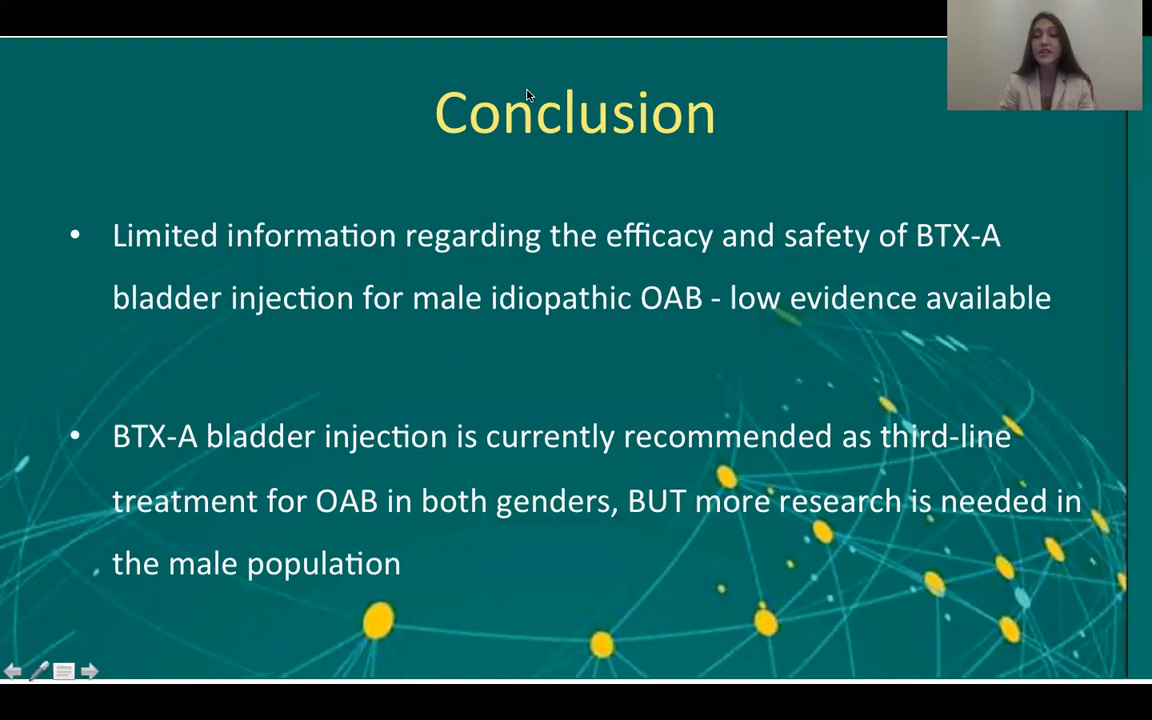 Conclusion
• Limited information regarding the efficacy and safety of BTX-A
bladder injection for male idiopathic OAB - low evidence available
• BTX-A bladder injection is currently recommended as third-line
treatment for OAB in both genders, BUT more research is needed in
the male population